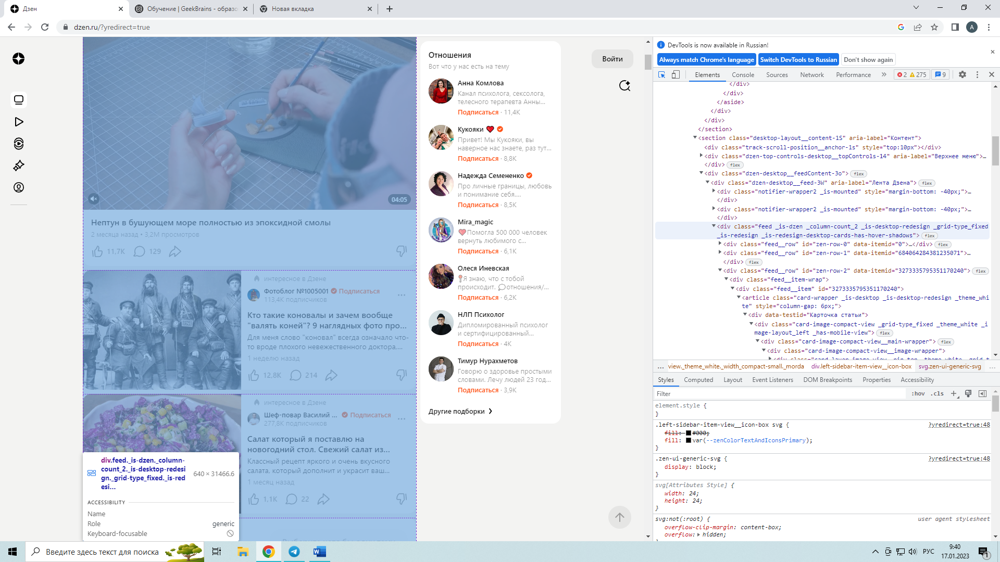 Дзен
Обучение | GeekBrains - образо
Новая вкладка
dzen.ru/?yredirect=true
A
04:05
Нептун в бушующем море полностью из эпоксидной смолы
2 месяца назад • 3,2M просмотров
11,7K
129
интересное в Дзене
Фотоблог №1005001
Подписаться
113,4K подписчиков
Кто такие коновалы и зачем вообще
"валять коней"? 9 наглядных фото про...
Для меня слово "коновал" всегда означало что-
то вроде плохого невежественного доктора,...
1 неделю назад
12,8K
214
интересное в Дзене
Шеф-повар Василий ...
Подписаться
277,8K подписчиков
Салат который я поставлю на
новогодний стол. Свежий салат из...
Классный рецепт яркого и очень вкусного
салата, который дополнит и украсит ваш...
1 месяц назад
1,1K
22
div.feed._is-dzen._column-
count_2._is-desktop-redesi
gn._grid-type_fixed._is-red
esi...
640 × 31466.6
ACCESSIBILITY
Name
Role
generic
Keyboard-focusable
Отношения
Вот что у нас есть на тему
Анна Комлова
Канал психолога, сексолога,
телесного терапевта Анны...
Подписаться · 11,4K
Кукояки
Привет! Мы Кукояки, вы
наверное нас знаете, раз тут...
Подписаться · 8,8K
Надежда Семененко
Про личные границы, любовь
и понимание себя....
Подписаться · 8,5K
Mira_magic
Помогла 500 000 человек
вернуть любимого с...
Подписаться · 6,1K
Олеся Иневская
Я знаю, что с тобой
происходит. отношения/...
Подписаться · 6,2K
НЛП Психолог
Дипломированный психолог
и сертифицированный...
Подписаться · 4K
Тимур Нурахметов
Говорю о здоровье простыми
словами. Лечу людей 23 год...
Подписаться · 3,9K
Другие подборки
Войти
DevTools is now available in Russian!
Always match Chrome's language
Switch DevTools to Russian
Don't show again
Elements
Console
Sources
Network
Performance
2
275
9
</div>
</div>
</aside>
</div>
</div>
</section>
<section class="desktop-layout__content-1S" aria-label="Контент">
<div class="track-scroll-position__anchor-1s" style="top:10px"></div>
<div class="dzen-top-controls-desktop__topControls-14" aria-label="Верхнее меню">…
</div> flex
<div class="dzen-desktop__feedContent-3o"> flex
<div class="dzen-desktop__feed-3W" aria-label="Лента Дзена"> flex
<div class="notifier-wrapper2 _is-mounted" style="margin-bottom: -40px;">…
</div>
<div class="notifier-wrapper2 _is-mounted" style="margin-bottom: -40px;">…
</div>
<div class="feed _is-dzen _column-count_2 _is-desktop-redesign _grid-type_fixed
_is-redesign _is-redesign-desktop-cards-has-hover-shadows"> flex
<div class="feed__row" id="zen-row-0" data-itemid="0">…</div> flex
<div class="feed__row" id="zen-row-1" data-itemid="684064284381235071">…
</div> flex
<div class="feed__row" id="zen-row-2" data-itemid="3273335795351170240"> flex
<div class="feed__item-wrap">
<div class="feed__item" id="3273335795351170240">
<article class="card-wrapper _is-desktop _is-desktop-redesign _theme_whi
te" style="column-gap: 6px;">
<div data-testid="Карточка статьи">
<div class="card-image-compact-view _grid-type_fixed _theme_white _i
mage-layout_left _has-mobile-view"> flex
<div class="card-image-compact-view__main-wrapper"> flex
<div class="card-image-compact-view__image-wrapper">
... view._theme_white._width_compact-small._morda
div.left-sidebar-item-view__icon-box
svg.zen-ui-generic-svg
...
Styles
Computed
Layout
Event Listeners
DOM Breakpoints
Properties
Accessibility
Filter
:hov
.cls
element.style {
}
.left-sidebar-item-view__icon-box svg {
?yredirect=true:48
fill: #000;
fill: var(--zenColorTextAndIconsPrimary);
}
.zen-ui-generic-svg {
?yredirect=true:48
display: block;
}
svg[Attributes Style] {
width: 24;
height: 24;
}
svg:not(:root) {
user agent stylesheet
overflow-clip-margin: content-box;
overflow: hidden;
Введите здесь текст для поиска
РУС
9:40
17.01.2023
1